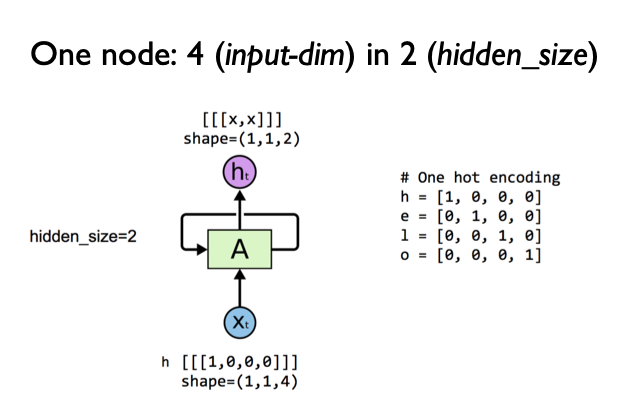 One node: 4 (input-dim) in 2 (hidden_size)
[[[x,x]]]
shape=(1,1,2)
ht
hidden_size=2
A
xt
h [[[1,0,0,0]]]
shape=(1,1,4)
# One hot encoding
h = [1, 0, 0, 0]
e = [0, 1, 0, 0]
l = [0, 0, 1, 0]
o = [0, 0, 0, 1]